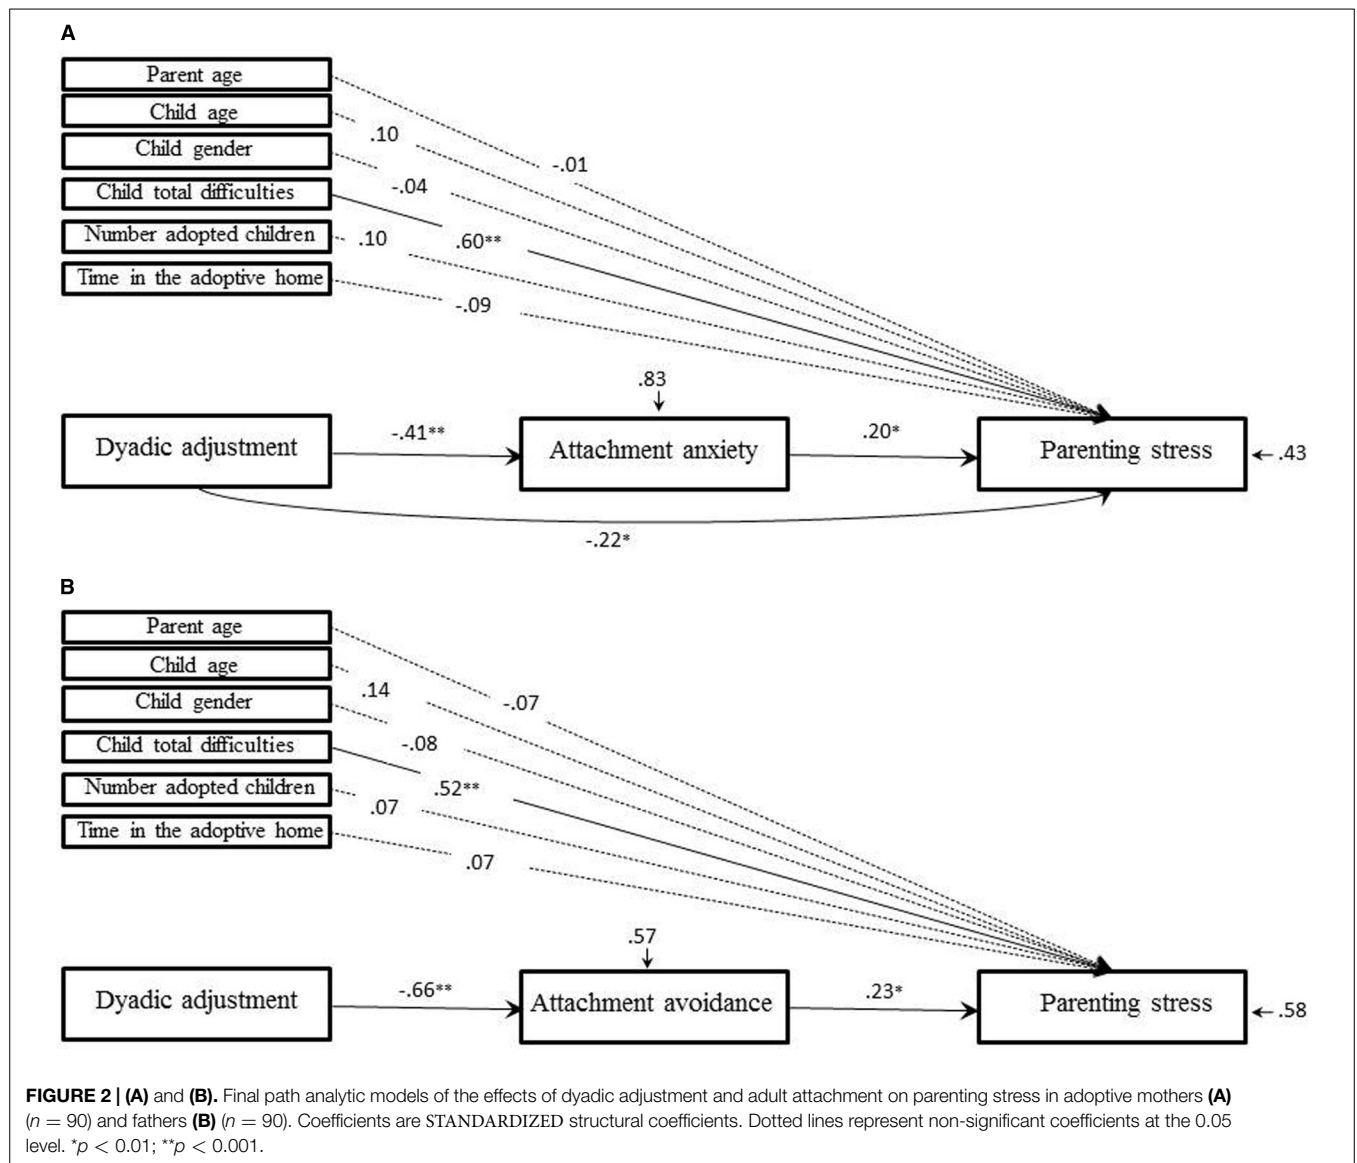 A
Parent age
Child age
.10
Child gender
-.01
-.04
Child total difficulties
Number adopted children
.10
.60**
Time in the adoptive home
-.09
.83
Dyadic adjustment
-.41**
Attachment anxiety
.20*
Parenting stress
.43
-.22*
B
Parent age
Child age
.14
Child gender
-.07
-.08
Child total difficulties
Number adopted children
.52**
.07
Time in the adoptive home
.07
.57
Dyadic adjustment
-.66**
Attachment avoidance
.23*
Parenting stress
.58
FIGURE 2 | (A) and (B). Final path analytic models of the effects of dyadic adjustment and adult attachment on parenting stress in adoptive mothers (A)
(n = 90) and fathers (B) (n = 90). Coefficients are STANDARDIZED structural coefficients. Dotted lines represent non-significant coefficients at the 0.05
level. *p < 0.01; **p < 0.001.